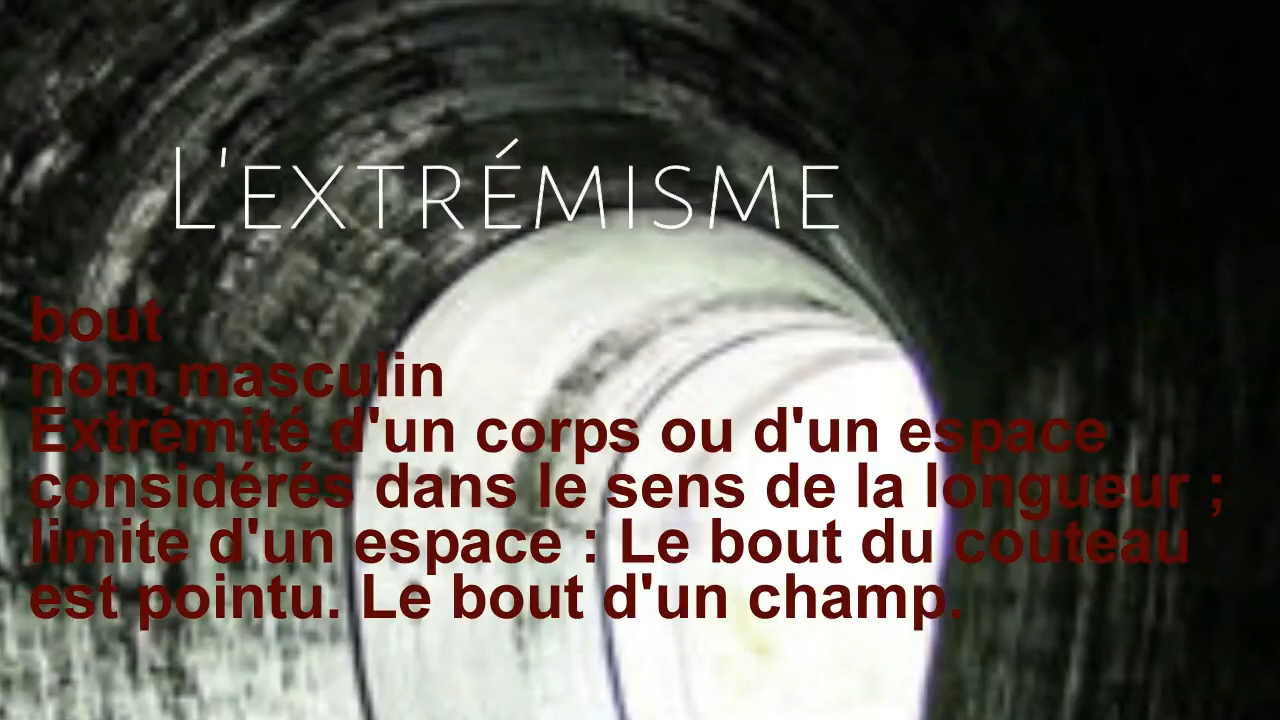 L'EXTRÉMISME
bout
nom masculin
Extrémité d'un corps ou d'un espace
considérés dans le sens de la longueur ;
limite d'un espace : Le bout du couteau
est pointu. Le bout d'un champ.